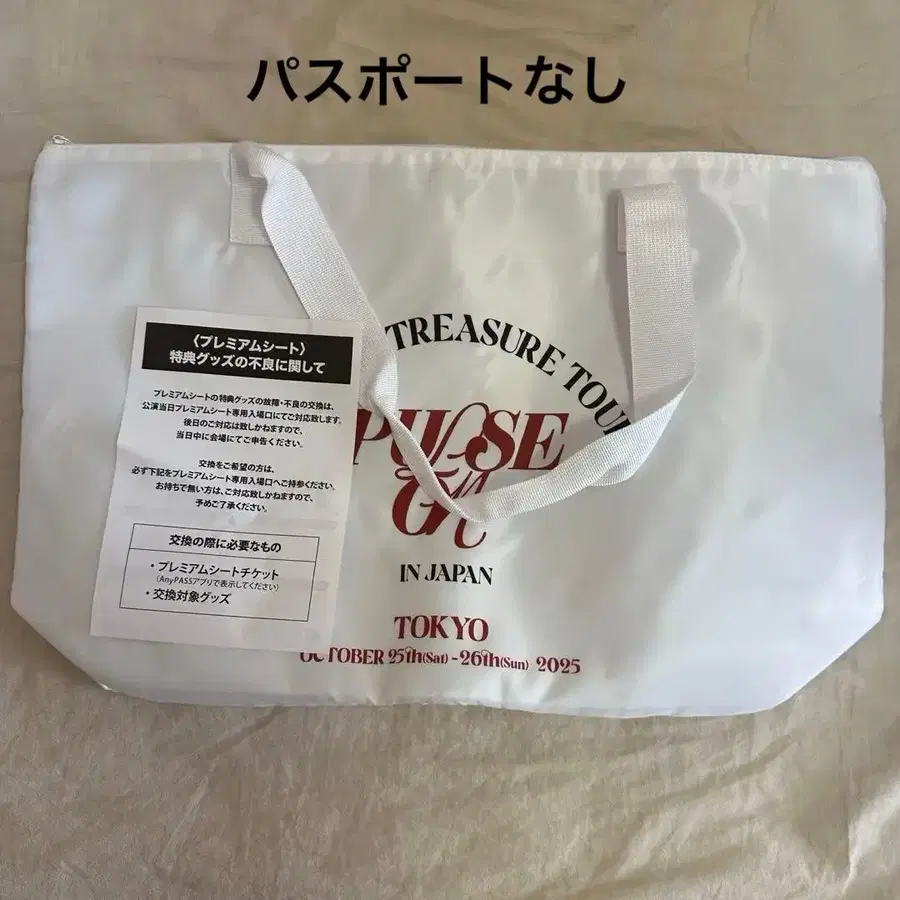 パスポートなし
TREASURE TOUR
PULSE
ON
IN JAPAN
TOKYO
OCTOBER 25th(Sat) - 26th(Sun) 2025
〈プレミアムシート〉
特典グッズの不良に関して
プレミアムシートの特典グッズの故障・不良の交換は、
公演当日プレミアムシート専用入場口にてご対応致します。
後日のご対応は致しかねますので、
当日中に会場にてご申告ください。
交換をご希望の方は、
必ず下記をプレミアムシート専用入場口へご持参ください。
お持ちで無い方は、ご対応致しかねますので、
予めご了承ください。
交換の際に必要なもの
・プレミアムシートチケット
（AnyPASSアプリで表示してください）
・交換対象グッズ